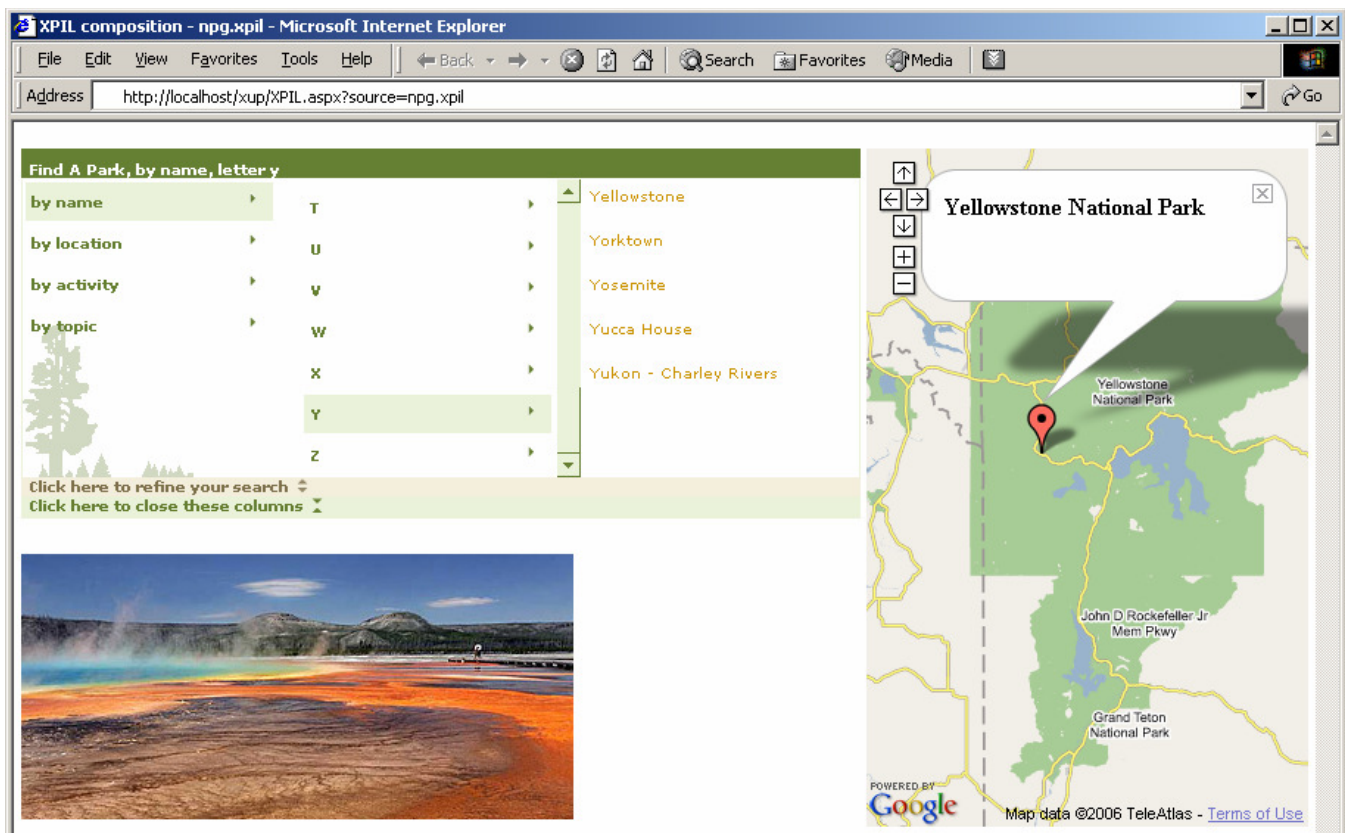 XPIL composition - npg.xpil - Microsoft Internet Explorer
File Edit View Favorites Tools Help Back Search Favorites Media
Address http://localhost/xup/XPIL.aspx?source=npg.xpil Go
Find A Park, by name, letter y
by name
by location
by activity
by topic
T
U
V
W
X
Y
Z
Yellowstone
Yorktown
Yosemite
Yucca House
Yukon - Charley Rivers
Click here to refine your search
Click here to close these columns
Yellowstone National Park
Yellowstone
National Park
John D Rockefeller Jr
Mem Pkwy
Grand Teton
National Park
POWERED BY
Google
Map data ©2006 TeleAtlas - Terms of Use